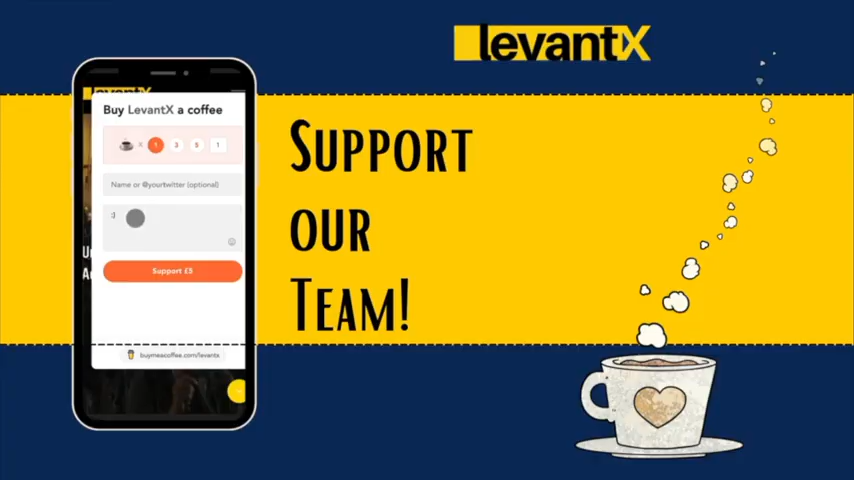 levantX
Buy LevantX a coffee
x 1 3 5 1
Name or @yourtwitter (optional)
:)
Support £5
buymeacoffee.com/levantx
Support
our
Team!